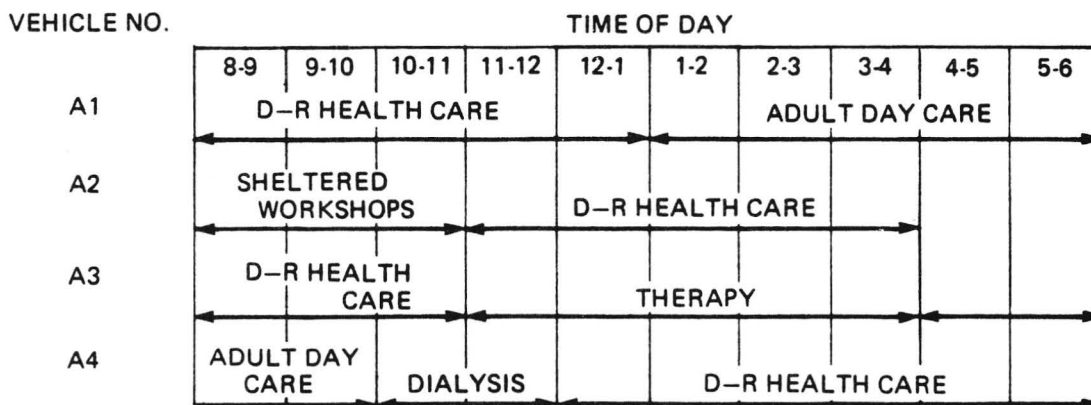 VEHICLE NO. TIME OF DAY
8-9 9-10 10-11 11-12 12-1 1-2 2-3 3-4 4-5 5-6
A1 D–R HEALTH CARE ADULT DAY CARE
A2 SHELTERED
WORKSHOPS D–R HEALTH CARE
A3 D–R HEALTH
CARE THERAPY
A4 ADULT DAY
CARE DIALYSIS D–R HEALTH CARE